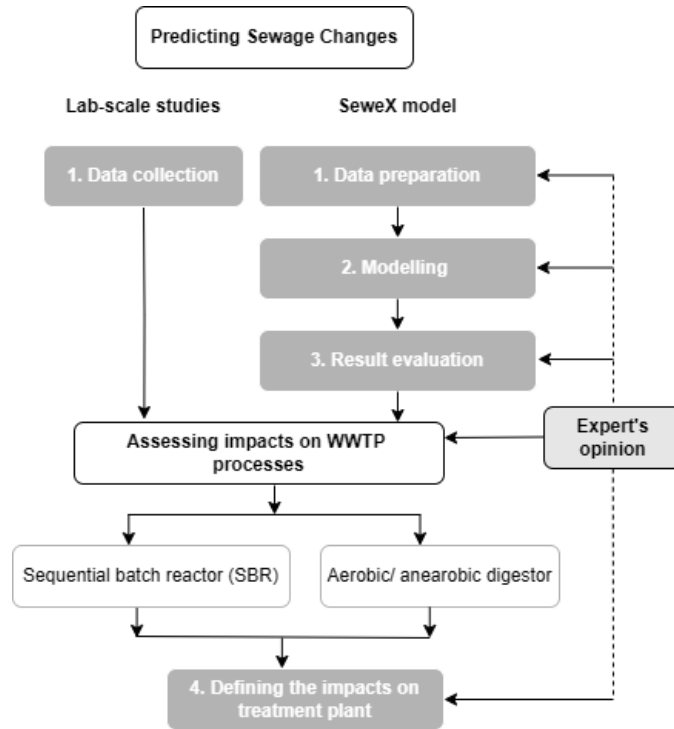 Predicting Sewage Changes
Lab-scale studies
SeweX model
1. Data collection
1. Data preparation
2. Modelling
3. Result evaluation
Assessing impacts on WWTP
processes
Expert's
opinion
Sequential batch reactor (SBR)
Aerobic/ anearobic digestor
4. Defining the impacts on
treatment plant